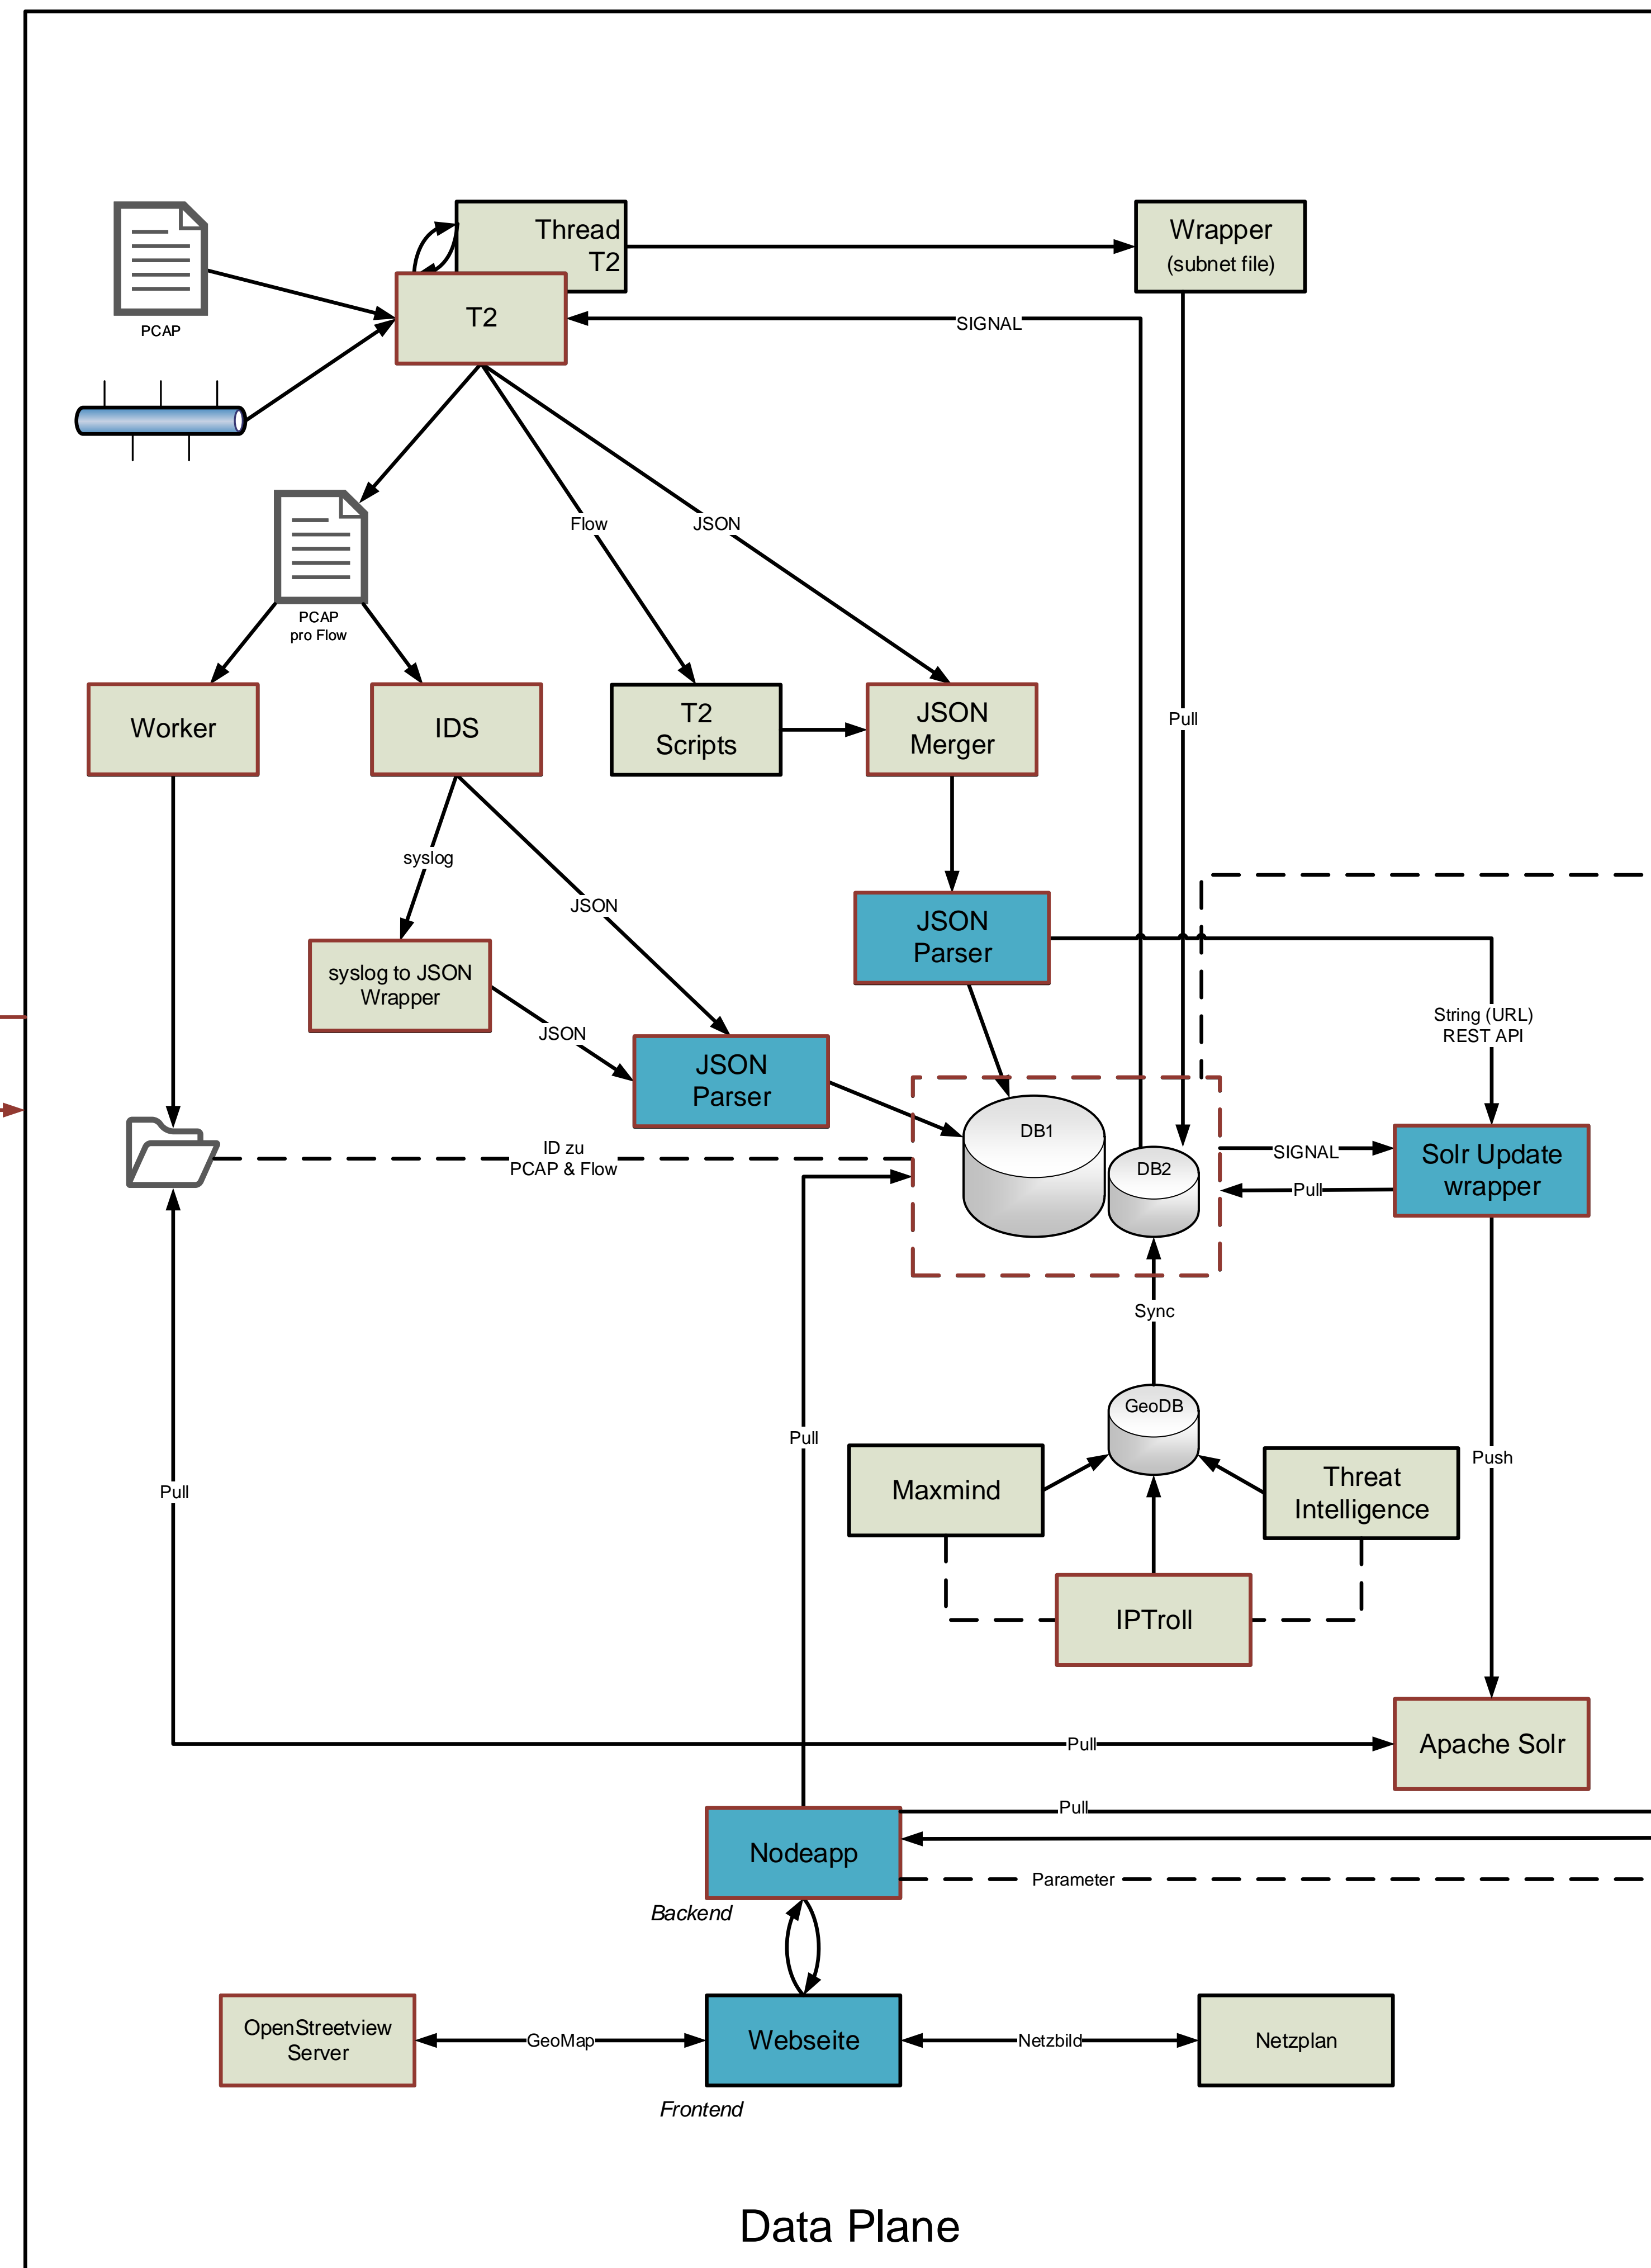 Thread
T2
Wrapper
(subnet file)
PCAP
T2
SIGNAL
Flow
JSON
PCAP
pro Flow
Worker
IDS
T2
Scripts
JSON
Merger
Pull
syslog
JSON
JSON
Parser
syslog to JSON
Wrapper
JSON
String (URL)
REST API
JSON
Parser
DB1
DB2
ID zu
PCAP & Flow
SIGNAL
Pull
Solr Update
wrapper
Sync
GeoDB
Pull
Maxmind
Threat
Intelligence
Push
Pull
IPTroll
Pull
Apache Solr
Pull
Nodeapp
Parameter
Backend
OpenStreetview
Server
GeoMap
Webseite
Netzbild
Netzplan
Frontend
Data Plane